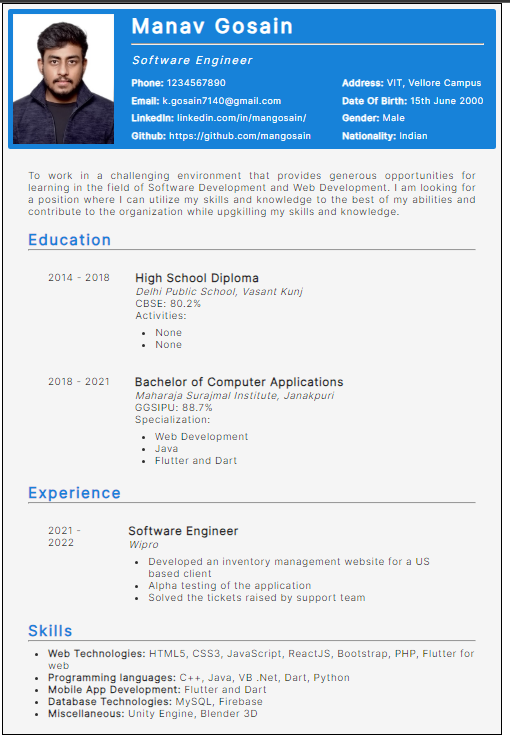 Manav Gosain
Software Engineer
Phone: 1234567890
Email: k.gosain7140@gmail.com
LinkedIn: linkedin.com/in/mangosain/
Github: https://github.com/mangosain
Address: VIT, Vellore Campus
Date Of Birth: 15th June 2000
Gender: Male
Nationality: Indian
To work in a challenging environment that provides generous opportunities for
learning in the field of Software Development and Web Development. I am looking for
a position where I can utilize my skills and knowledge to the best of my abilities and
contribute to the organization while upgkilling my skills and knowledge.
Education
2014 - 2018
High School Diploma
Delhi Public School, Vasant Kunj
CBSE: 80.2%
Activities:
• None
• None
2018 - 2021
Bachelor of Computer Applications
Maharaja Surajmal Institute, Janakpuri
GGSIPU: 88.7%
Specialization:
• Web Development
• Java
• Flutter and Dart
Experience
2021 -
2022
Software Engineer
Wipro
• Developed an inventory management website for a US
based client
• Alpha testing of the application
• Solved the tickets raised by support team
Skills
• Web Technologies: HTML5, CSS3, JavaScript, ReactJS, Bootstrap, PHP, Flutter for
web
• Programming languages: C++, Java, VB .Net, Dart, Python
• Mobile App Development: Flutter and Dart
• Database Technologies: MySQL, Firebase
• Miscellaneous: Unity Engine, Blender 3D